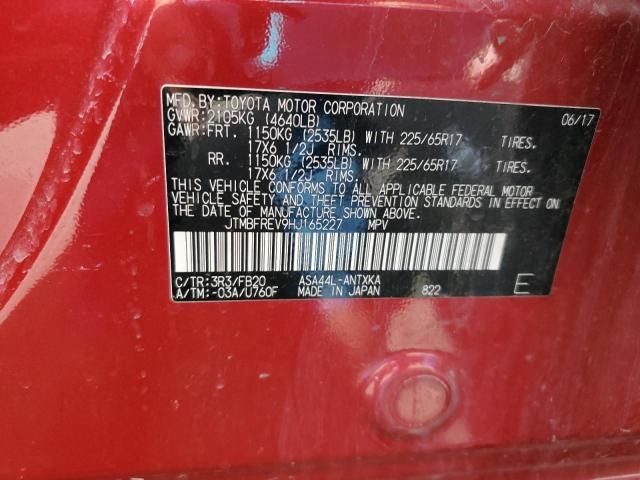 MFD. BY: TOYOTA MOTOR CORPORATION 06/17
GVWR: 2105KG (4640LB)
GAWR: FRT. 1150KG (2535LB) WITH 225/65R17 TIRES.
17X6 1/2J RIMS.
RR. 1150KG (2535LB) WITH 225/65R17 TIRES.
17X6 1/2J RIMS.
THIS VEHICLE CONFORMS TO ALL APPLICABLE FEDERAL MOTOR
VEHICLE SAFETY AND THEFT PREVENTION STANDARDS IN EFFECT ON
THE DATE OF MANUFACTURE SHOWN ABOVE.
JTMBFREV9HJ165227 MPV
C/TR: 3R3/FB20 ASA44L-ANTXKA
A/TM: -03A/U760F MADE IN JAPAN 822 E